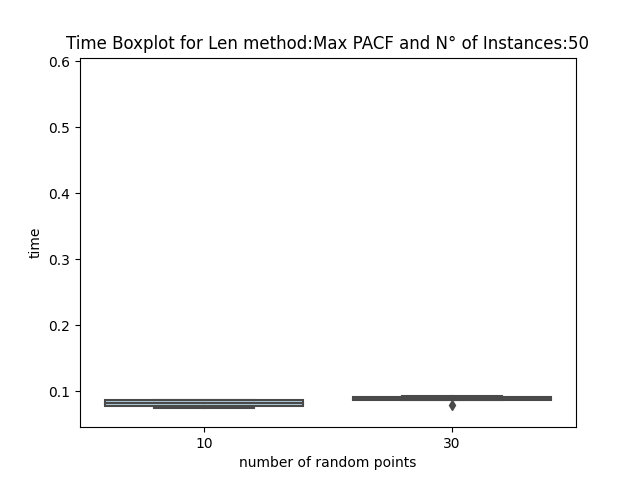 Time Boxplot for Len method:Max PACF and N° of Instances:50
0.6
0.5
0.4
0.3
0.2
0.1
time
10
30
number of random points